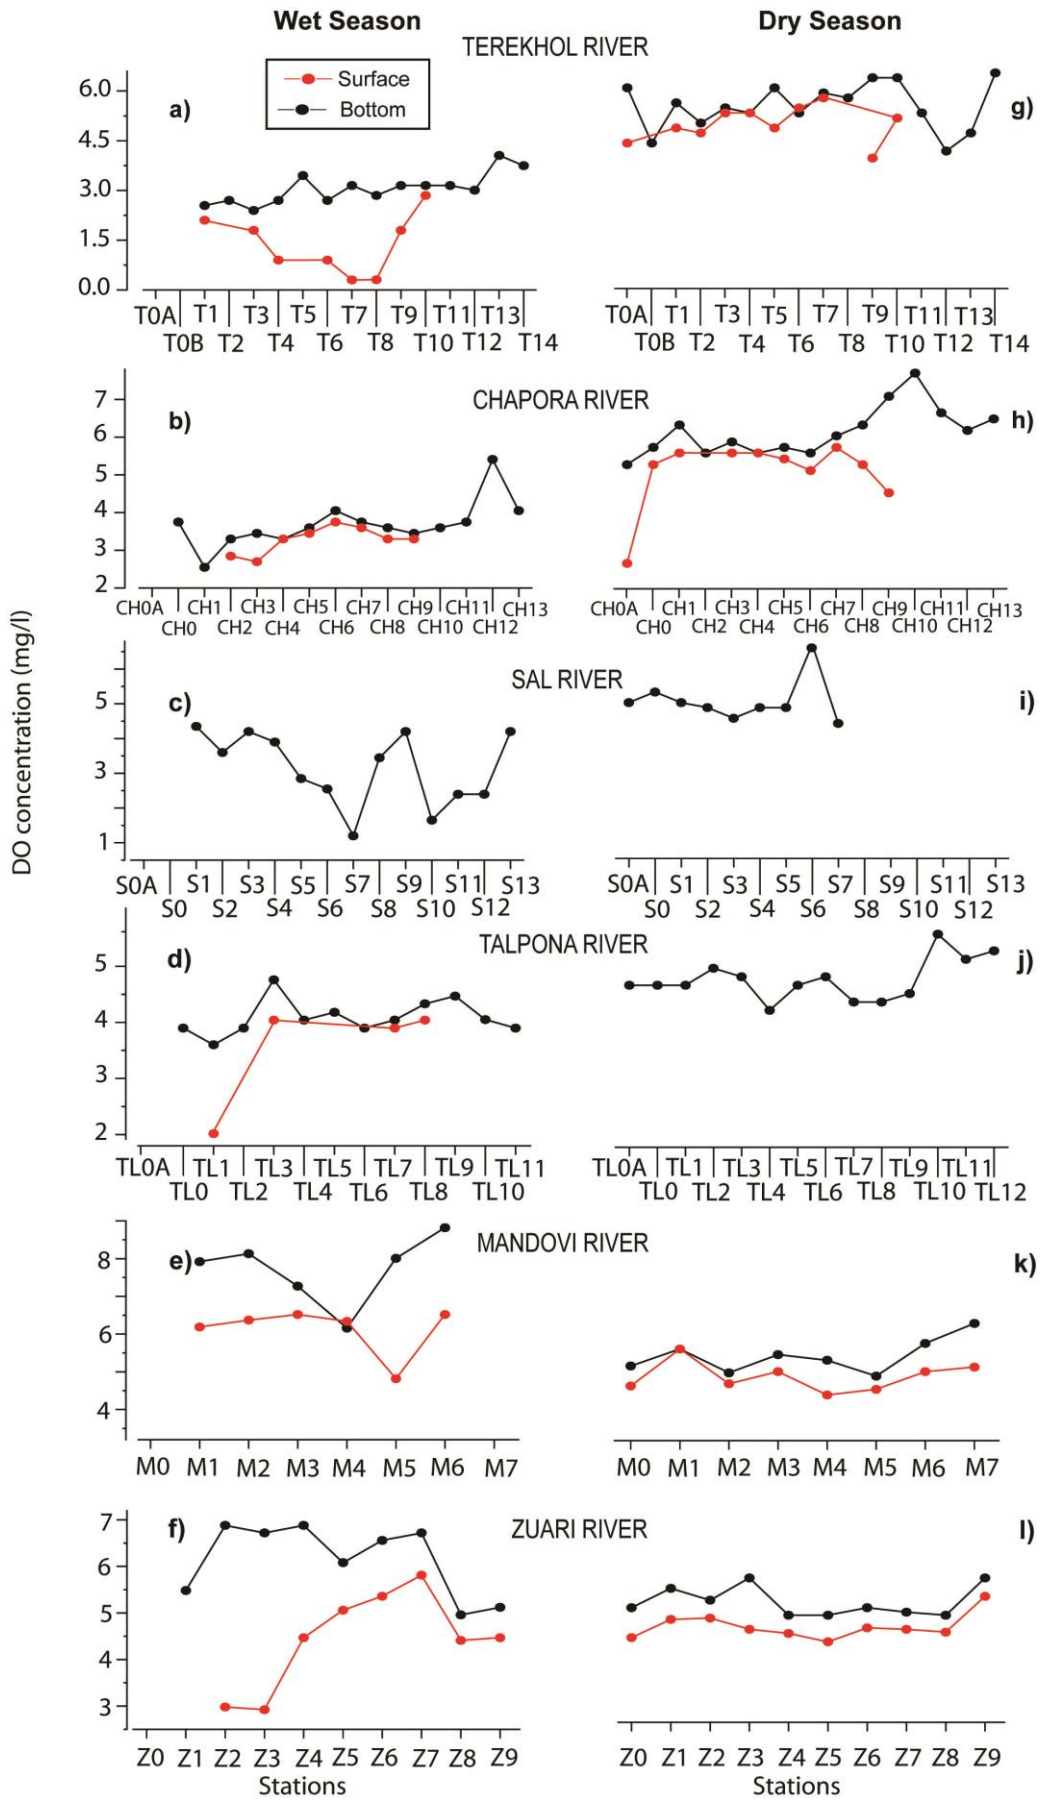 Wet Season
Dry Season
TEREKHOL RIVER
Surface
Bottom
a)
g)
6.0
4.5
3.0
1.5
0.0
T0A T1 T3 T5 T7 T9 T11 T13
T0B T2 T4 T6 T8 T10 T12 T14
T0A T1 T3 T5 T7 T9 T11 T13
T0B T2 T4 T6 T8 T10 T12 T14
CHAPORA RIVER
b)
h)
7
6
5
4
3
2
CH0A CH1 CH3 CH5 CH7 CH9 CH11 CH13
CH0 CH2 CH4 CH6 CH8 CH10 CH12
CH0A CH1 CH3 CH5 CH7 CH9 CH11 CH13
CH0 CH2 CH4 CH6 CH8 CH10 CH12
DO concentration (mg/l)
SAL RIVER
c)
i)
5
3
1
S0A S1 S3 S5 S7 S9 S11 S13
S0 S2 S4 S6 S8 S10 S12
S0A S1 S3 S5 S7 S9 S11 S13
S0 S2 S4 S6 S8 S10 S12
TALPONA RIVER
d)
j)
5
4
3
2
TL0A TL1 TL3 TL5 TL7 TL9 TL11
TL0 TL2 TL4 TL6 TL8 TL10
TL0A TL1 TL3 TL5 TL7 TL9 TL11
TL0 TL2 TL4 TL6 TL8 TL10 TL12
MANDOVI RIVER
e)
k)
8
6
4
M0 M1 M2 M3 M4 M5 M6 M7
M0 M1 M2 M3 M4 M5 M6 M7
ZUARI RIVER
f)
l)
7
6
5
4
3
Z0 Z1 Z2 Z3 Z4 Z5 Z6 Z7 Z8 Z9
Z0 Z1 Z2 Z3 Z4 Z5 Z6 Z7 Z8 Z9
Stations
Stations